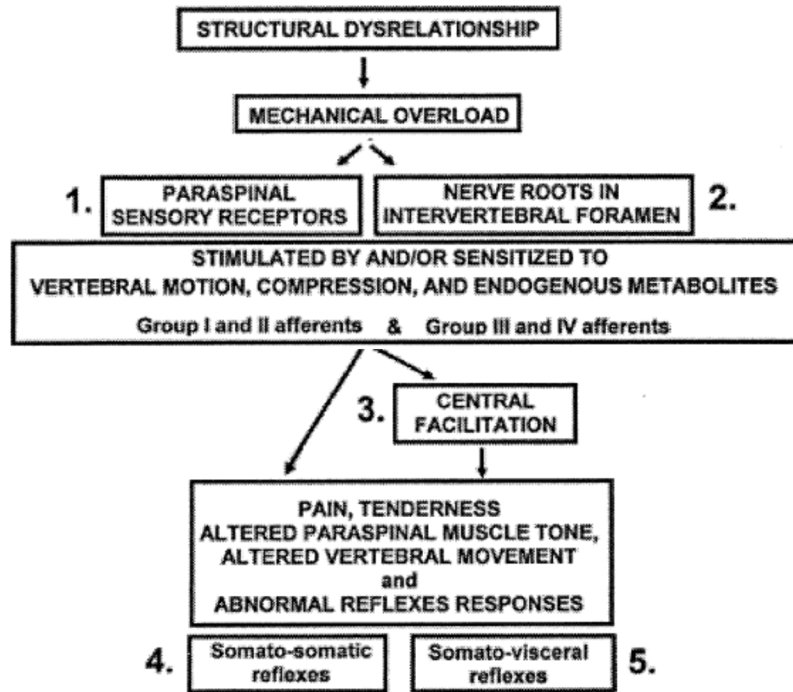 STRUCTURAL DYSRELATIONSHIP
MECHANICAL OVERLOAD
1.
PARASPINAL
SENSORY RECEPTORS
NERVE ROOTS IN
INTERVERTEBRAL FORAMEN
2.
STIMULATED BY AND/OR SENSITIZED TO
VERTEBRAL MOTION, COMPRESSION, AND ENDOGENOUS METABOLITES
Group I and II afferents & Group III and IV afferents
3.
CENTRAL
FACILITATION
PAIN, TENDERNESS
ALTERED PARASPINAL MUSCLE TONE,
ALTERED VERTEBRAL MOVEMENT
and
ABNORMAL REFLEXES RESPONSES
4.
Somato-somatic
reflexes
Somato-visceral
reflexes
5.